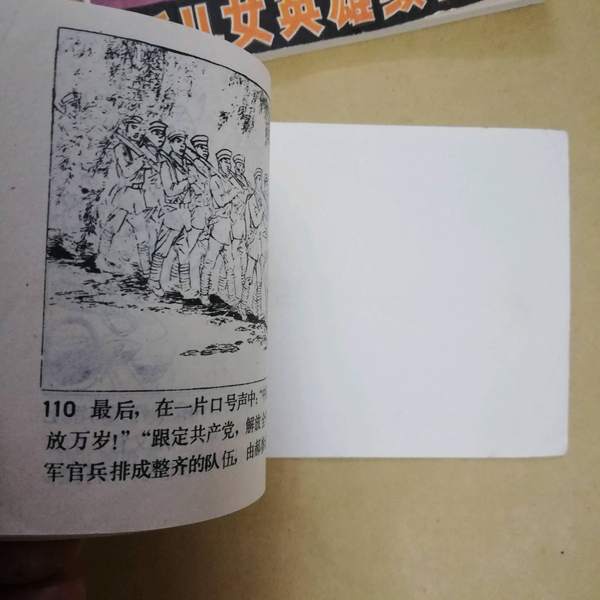 儿女英雄
110 最后，在一片口号声中：“
放万岁！”“跟定共产党，解放
军官兵排成整齐的队伍，由